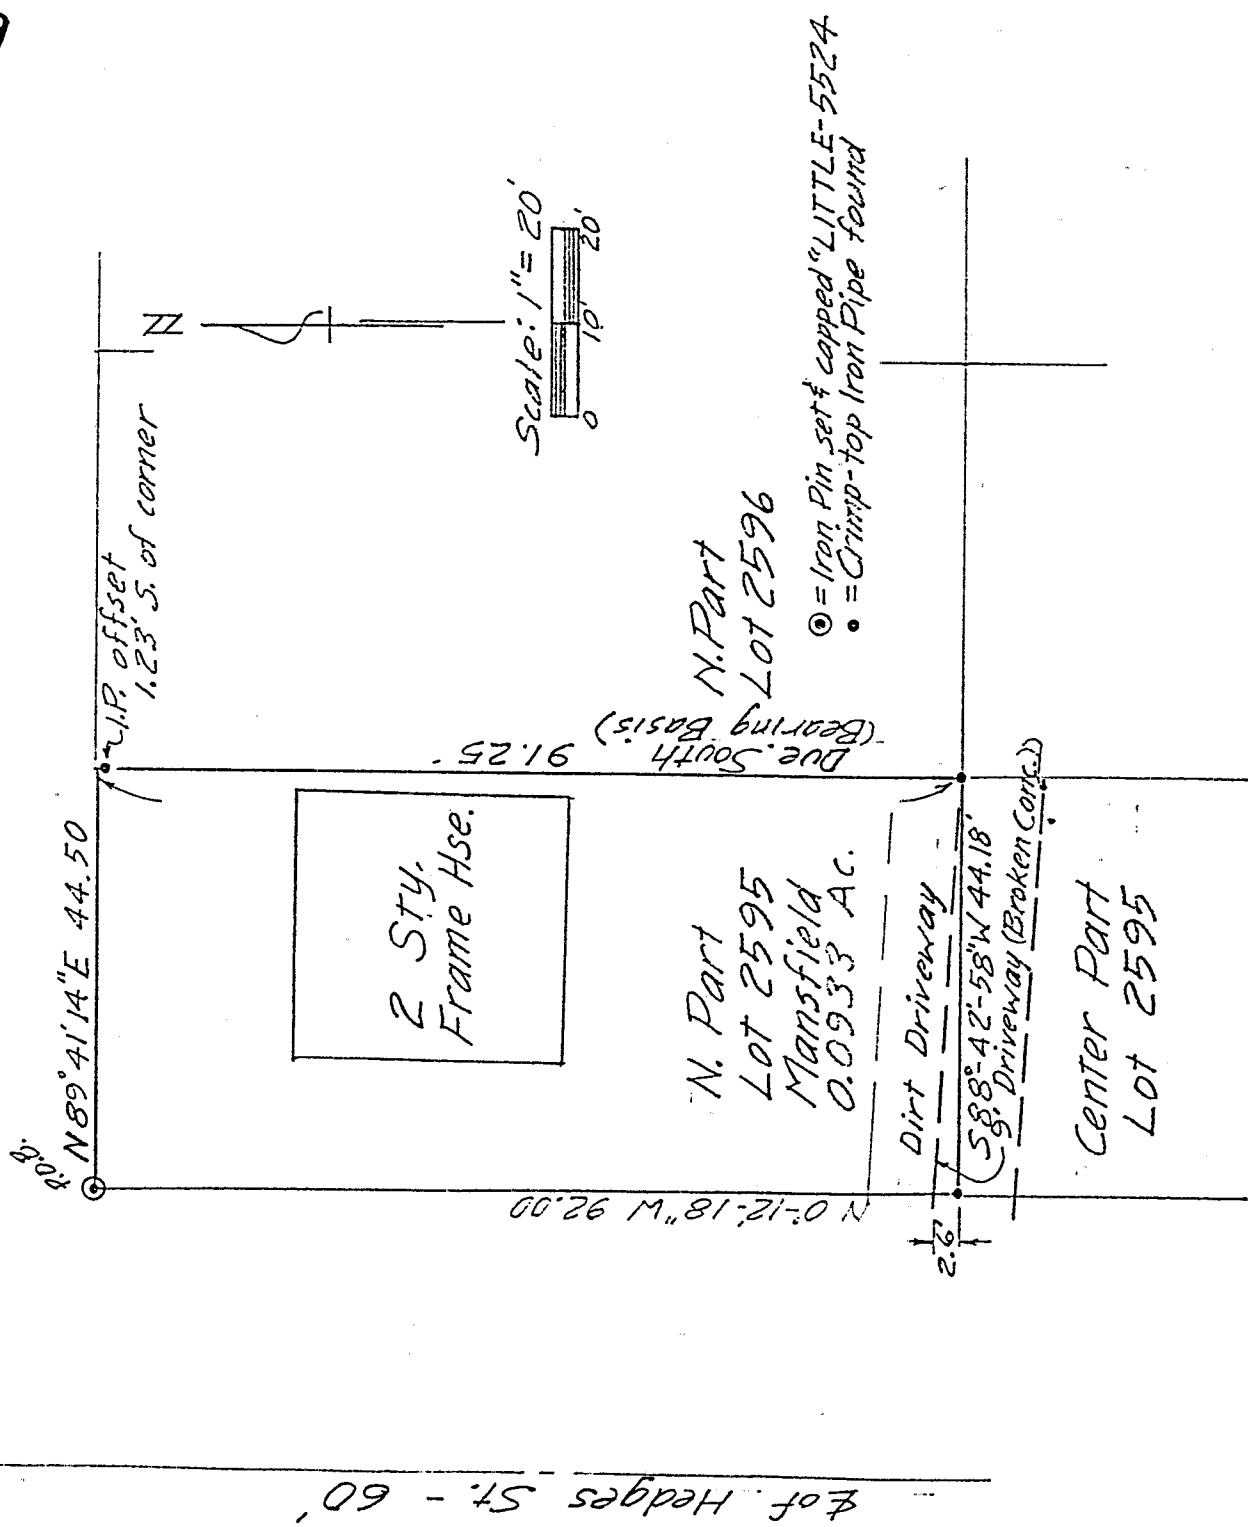 P.O.B.
N 89° 41' 14" E 44.50
I.P. offset
1.23' S. of corner
N
Scale: 1" = 20'
0 10' 20'
2 Sty.
Frame Hse.
Due South 91.25'
(Bearing Basis)
N. Part
Lot 2596
⊙ = Iron Pin set & capped "LITTLE-5524
• = Crimp-top Iron Pipe found
N. Part
Lot 2595
Mansfield
0.0933 Ac.
N 0°-12'-18" W 92.00
Dirt Driveway
S 88°-42'-58" W 44.18'
9' Driveway (Broken Conc.)
2.6'
Center Part
Lot 2595
℄ of Hedges St. - 60'